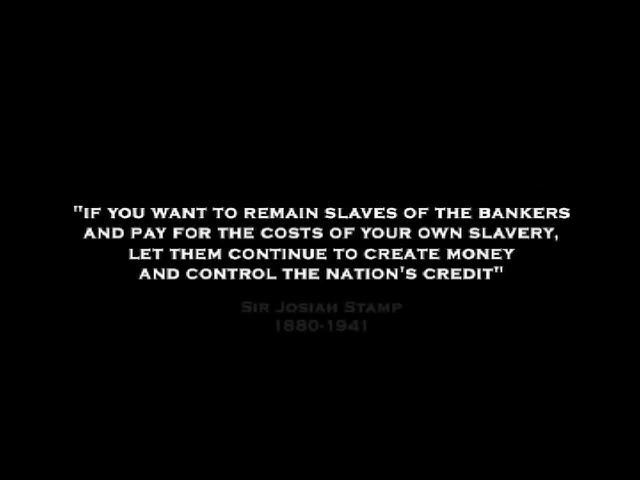 "IF YOU WANT TO REMAIN SLAVES OF THE BANKERS
AND PAY FOR THE COSTS OF YOUR OWN SLAVERY,
LET THEM CONTINUE TO CREATE MONEY
AND CONTROL THE NATION'S CREDIT"
SIR JOSIAH STAMP
1880-1941